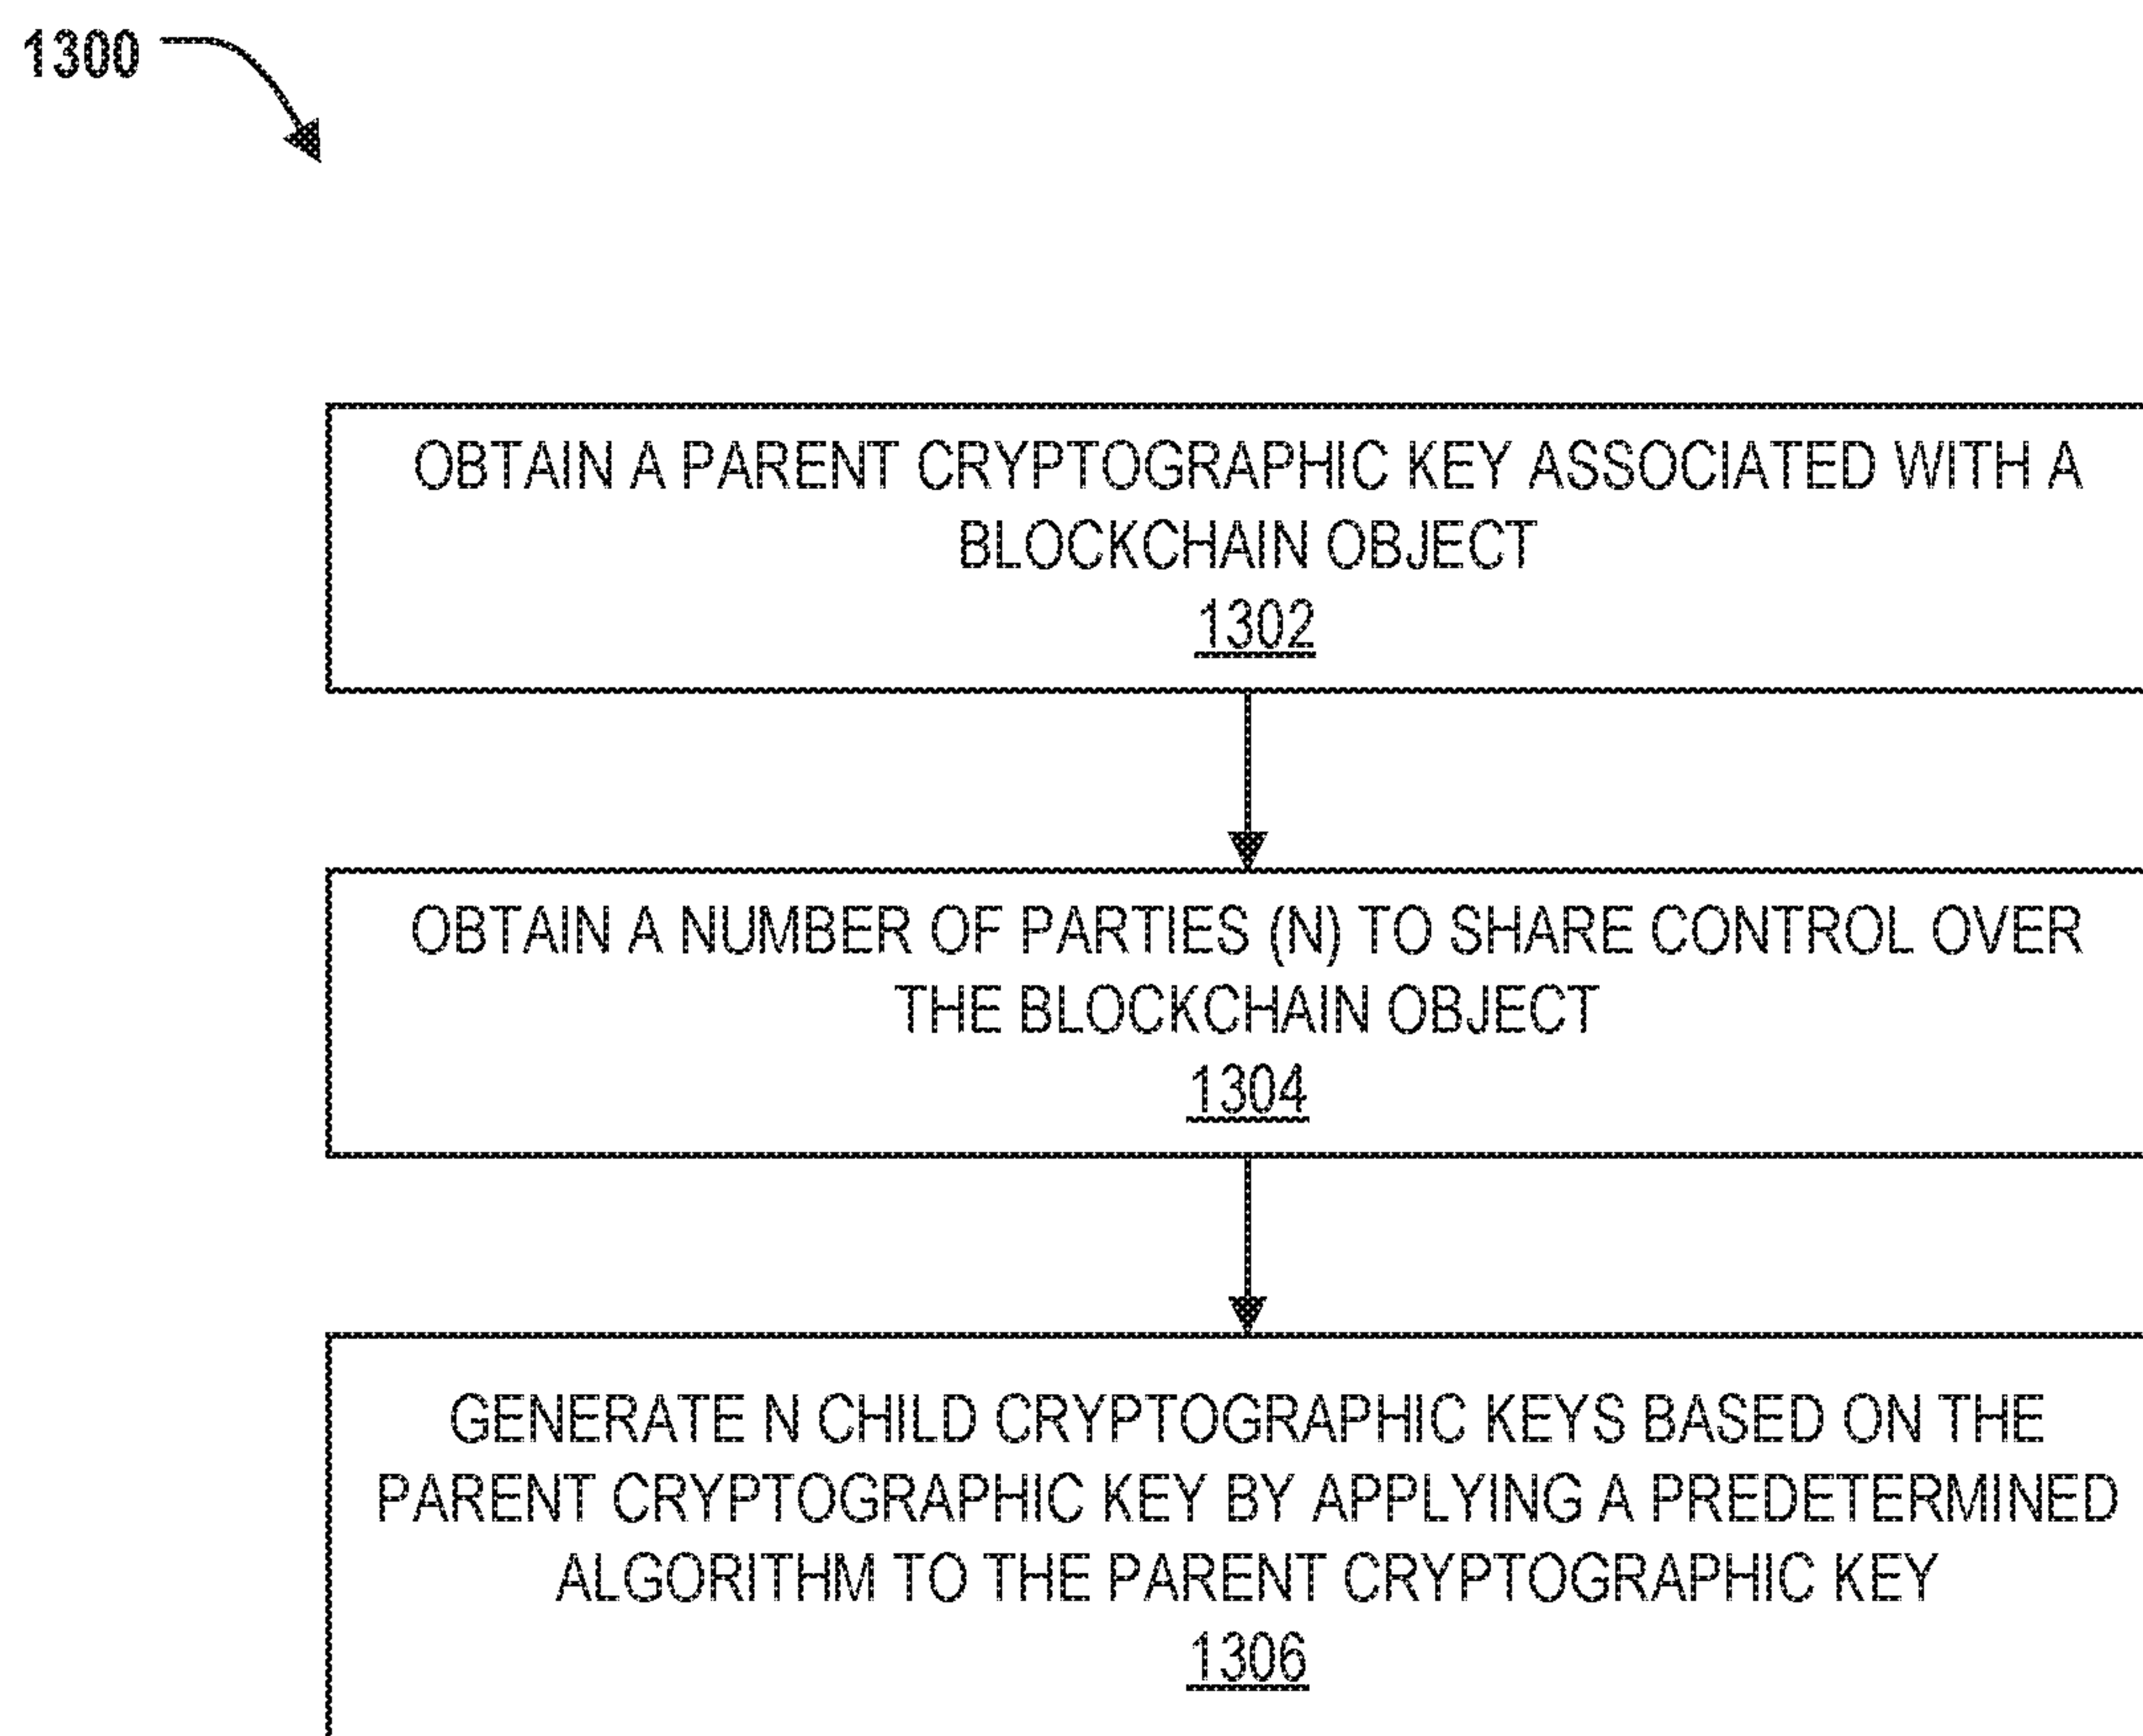 1300
OBTAIN A PARENT CRYPTOGRAPHIC KEY ASSOCIATED WITH A
BLOCKCHAIN OBJECT
1302
OBTAIN A NUMBER OF PARTIES (N) TO SHARE CONTROL OVER
THE BLOCKCHAIN OBJECT
1304
GENERATE N CHILD CRYPTOGRAPHIC KEYS BASED ON THE
PARENT CRYPTOGRAPHIC KEY BY APPLYING A PREDETERMINED
ALGORITHM TO THE PARENT CRYPTOGRAPHIC KEY
1306